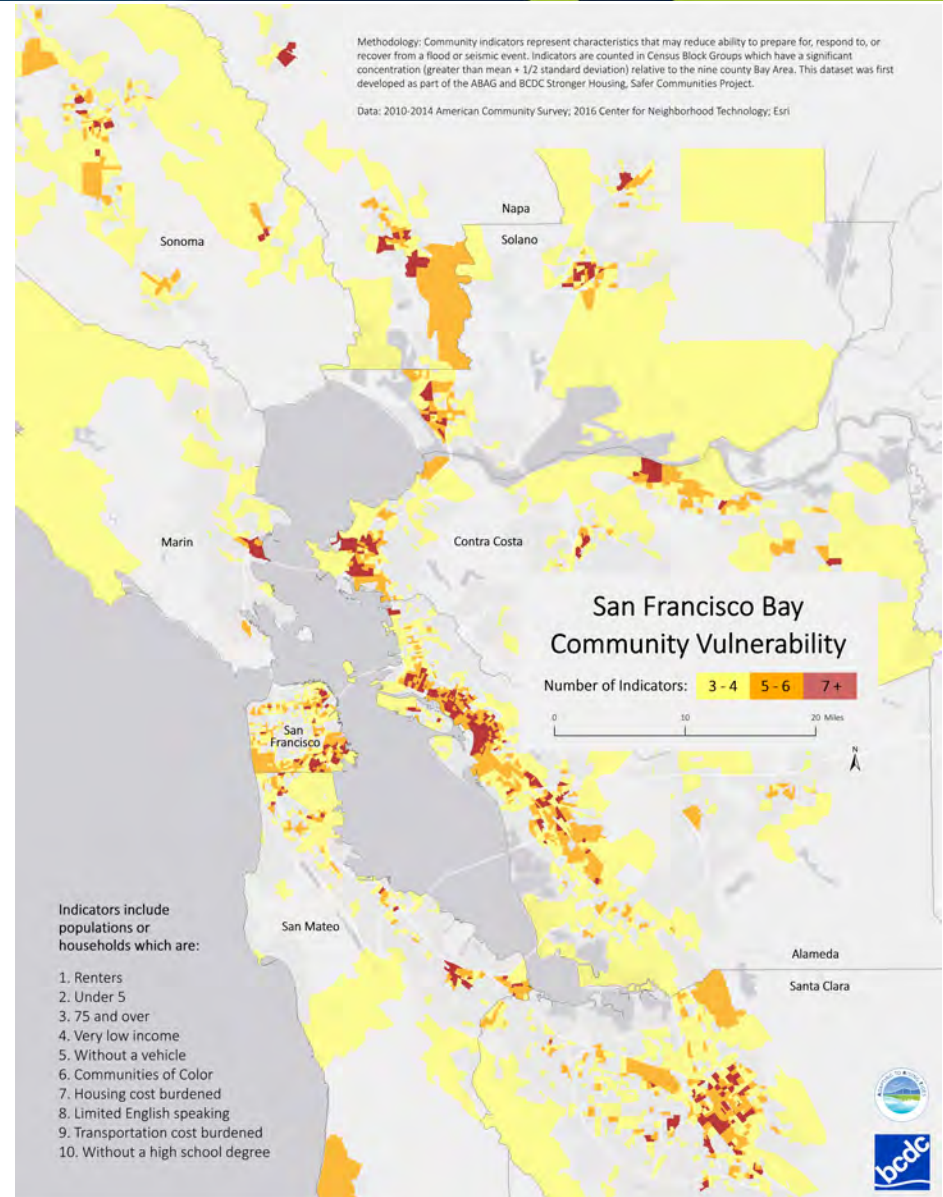 Methodology: Community indicators represent characteristics that may reduce ability to prepare for, respond to, or
recover from a flood or seismic event. Indicators are counted in Census Block Groups which have a significant
concentration (greater than mean + 1/2 standard deviation) relative to the nine county Bay Area. This dataset was first
developed as part of the ABAG and BCDC Stronger Housing, Safer Communities Project.
Data: 2010-2014 American Community Survey; 2016 Center for Neighborhood Technology; Esri
Napa
Solano
Sonoma
Marin
Contra Costa
San Francisco Bay
Community Vulnerability
Number of Indicators: 3 - 4 5 - 6 7 +
0 10 20 Miles
N
San
Francisco
San Mateo
Alameda
Santa Clara
Indicators include
populations or
households which are:
1. Renters
2. Under 5
3. 75 and over
4. Very low income
5. Without a vehicle
6. Communities of Color
7. Housing cost burdened
8. Limited English speaking
9. Transportation cost burdened
10. Without a high school degree
bcdc